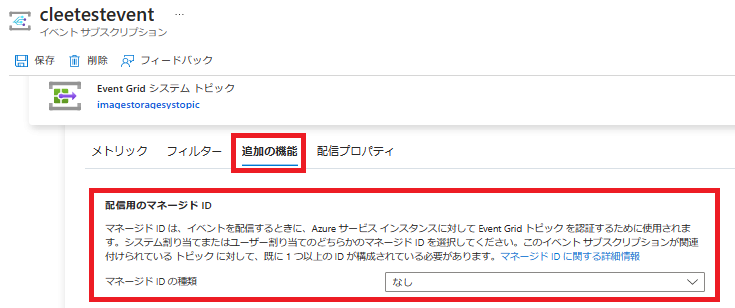 cleetestevent ...
イベント サブスクリプション
保存 削除 フィードバック
Event Grid システム トピック
imagestoragesystopic
メトリック フィルター 追加の機能 配信プロパティ
配信用のマネージド ID
マネージド ID は、イベントを配信するときに、Azure サービス インスタンスに対して Event Grid トピック を認証するために使用されま
す。システム割り当てまたはユーザー割り当てのどちらかのマネージド ID を選択してください。このイベント サブスクリプションが関連
付けられている トピック に対して、既に 1 つ以上の ID が構成されている必要があります。マネージド ID に関する詳細情報
マネージド ID の種類 なし